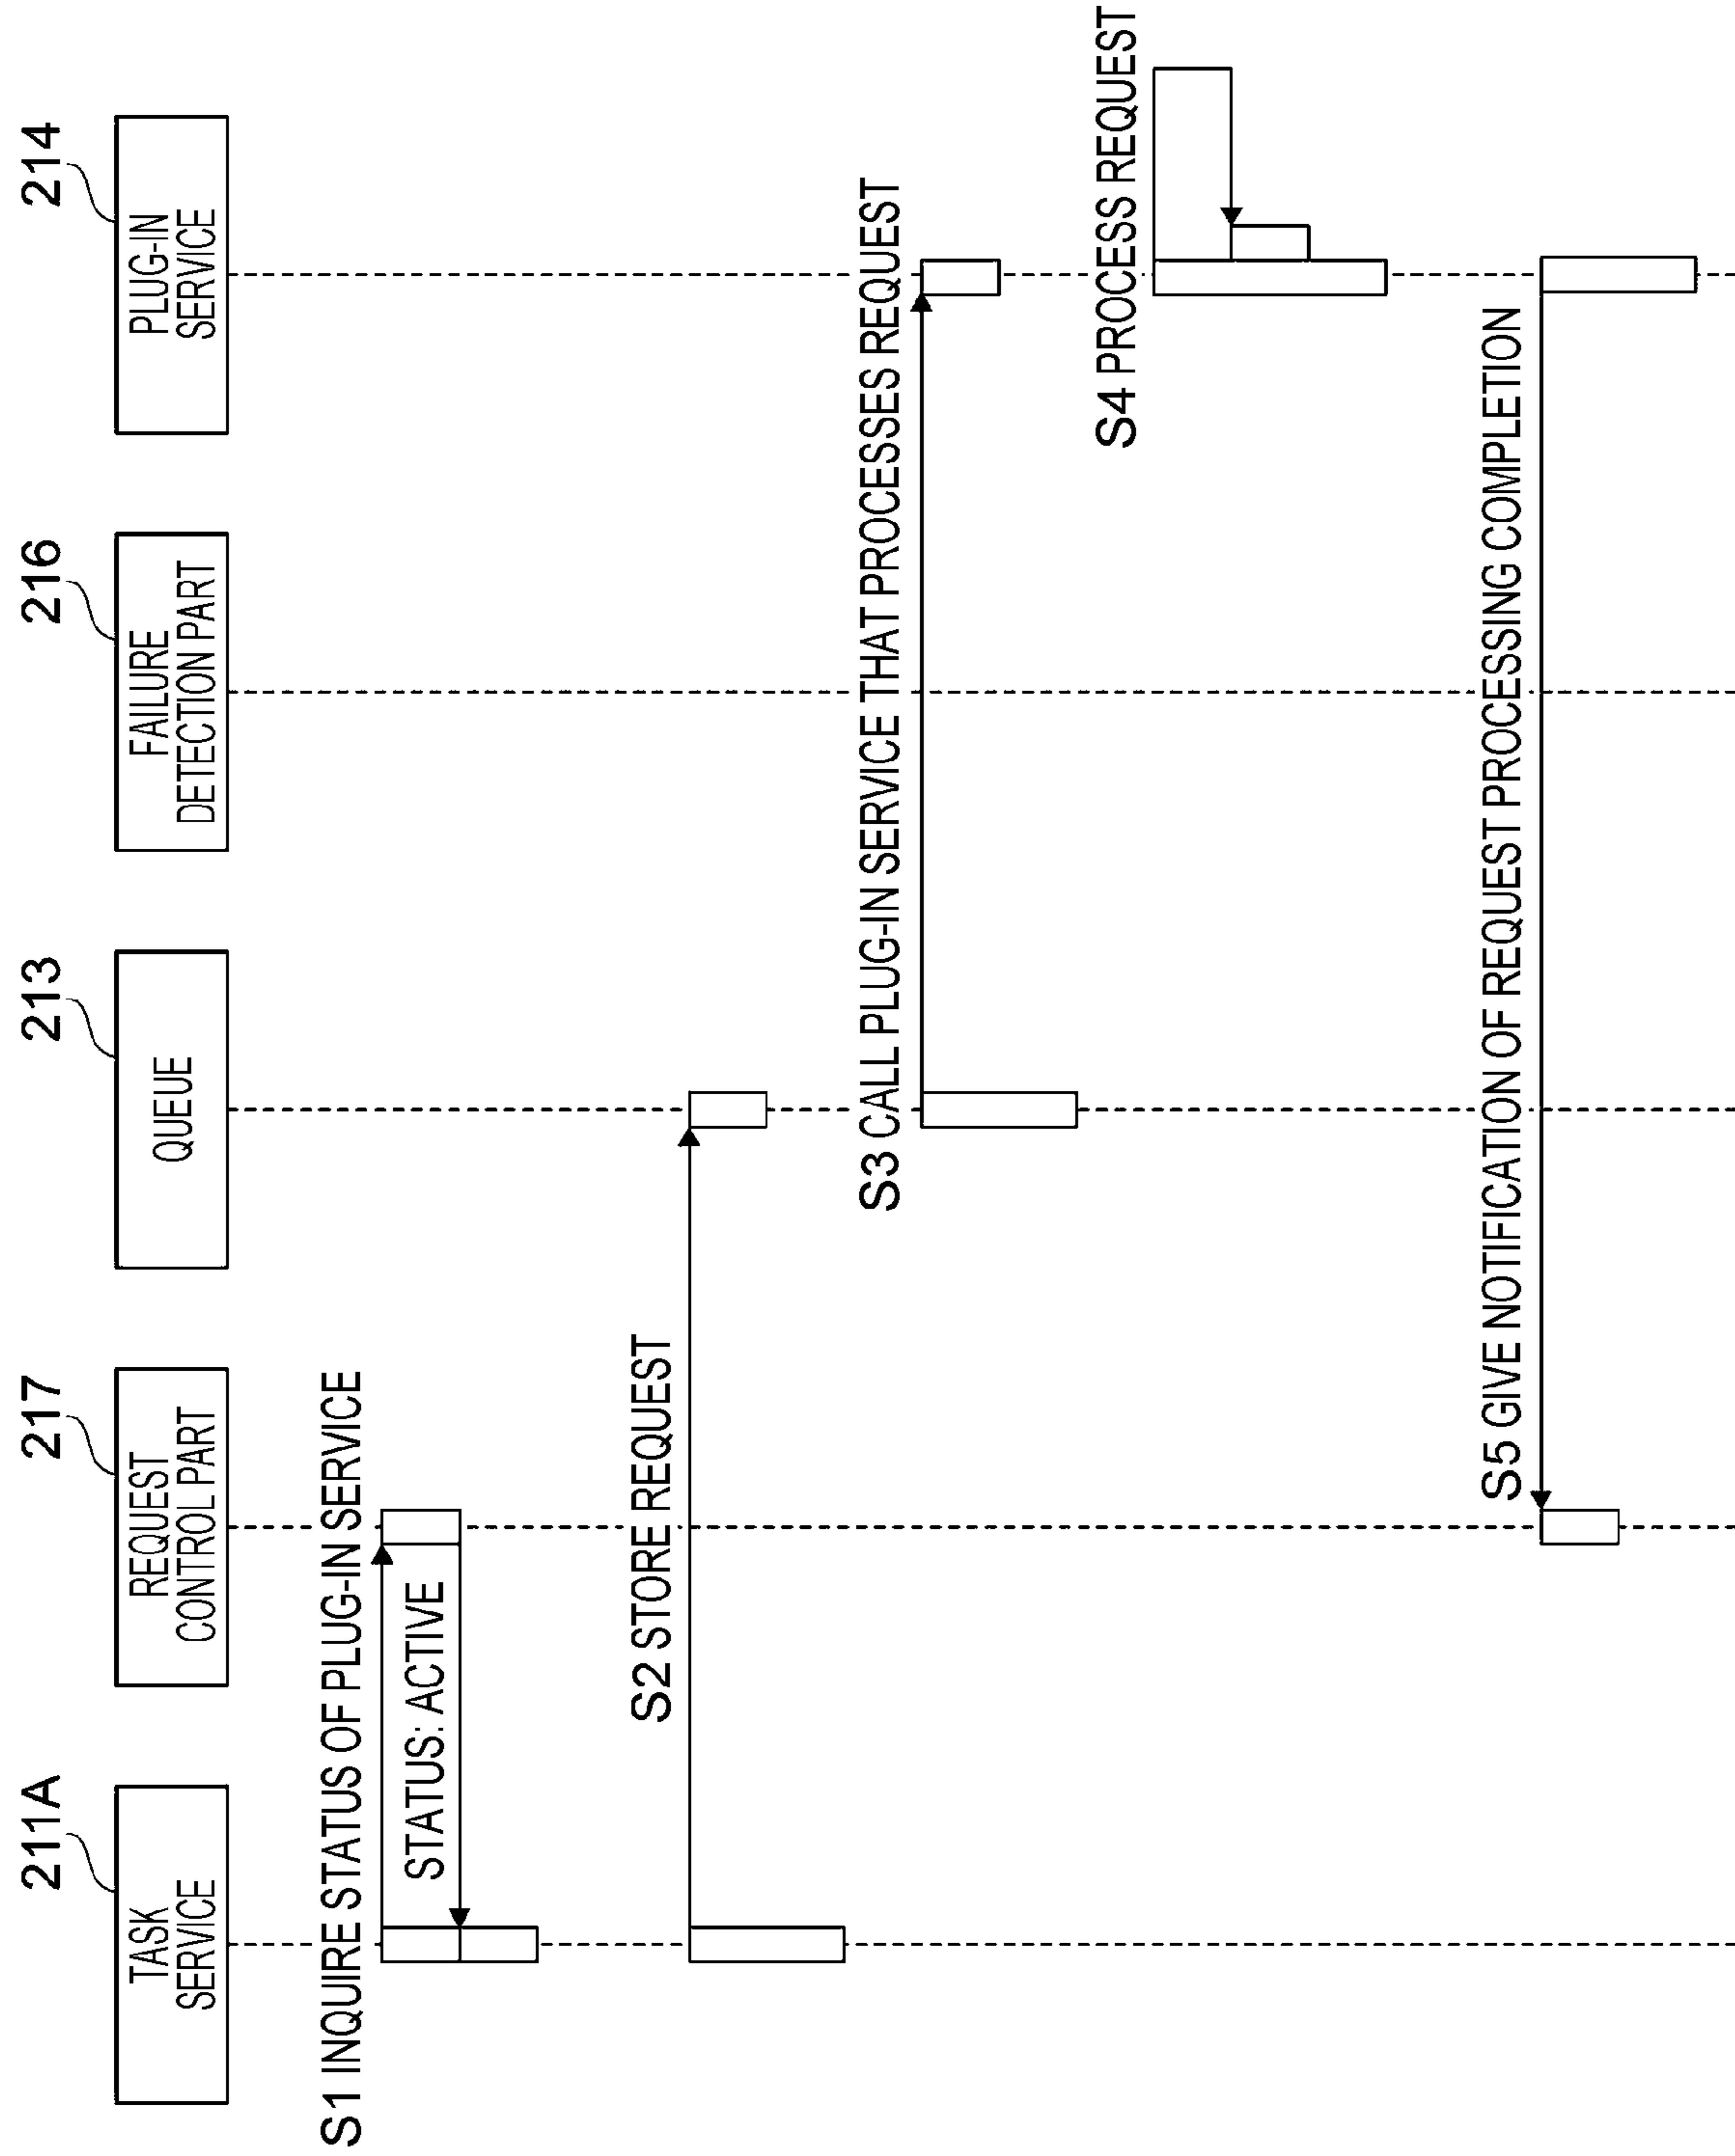 211A
217
213
216
214
TASK
SERVICE
REQUEST
CONTROL PART
QUEUE
FAILURE
DETECTION PART
PLUG-IN
SERVICE
S1 INQUIRE STATUS OF PLUG-IN SERVICE
STATUS: ACTIVE
S2 STORE REQUEST
S3 CALL PLUG-IN SERVICE THAT PROCESSES REQUEST
S4 PROCESS REQUEST
S5 GIVE NOTIFICATION OF REQUEST PROCESSING COMPLETION